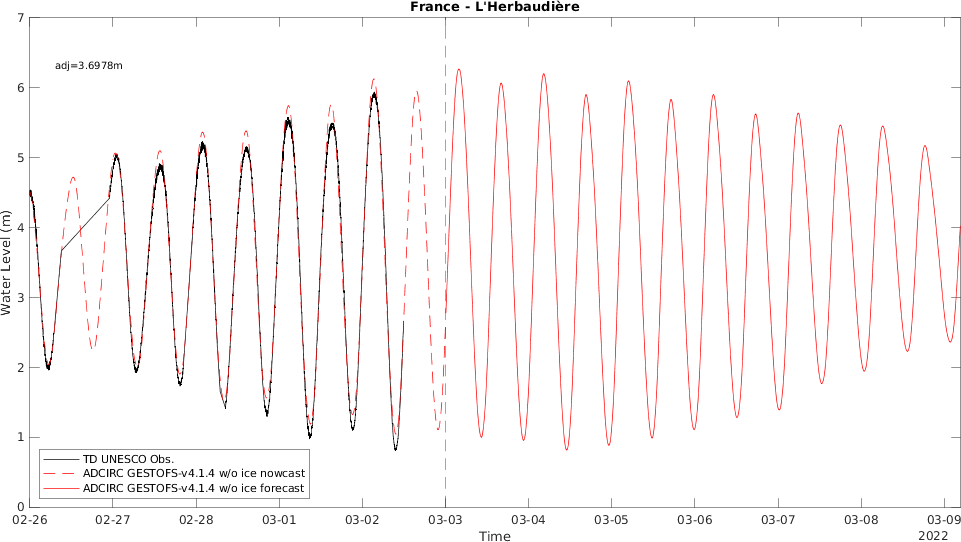 France - L'Herbaudière
adj=3.6978m
7
6
5
4
3
2
1
0
Water Level (m)
TD UNESCO Obs.
ADCIRC GESTOFS-v4.1.4 w/o ice nowcast
ADCIRC GESTOFS-v4.1.4 w/o ice forecast
02-26 02-27 02-28 03-01 03-02 03-03 03-04 03-05 03-06 03-07 03-08 03-09
Time
2022